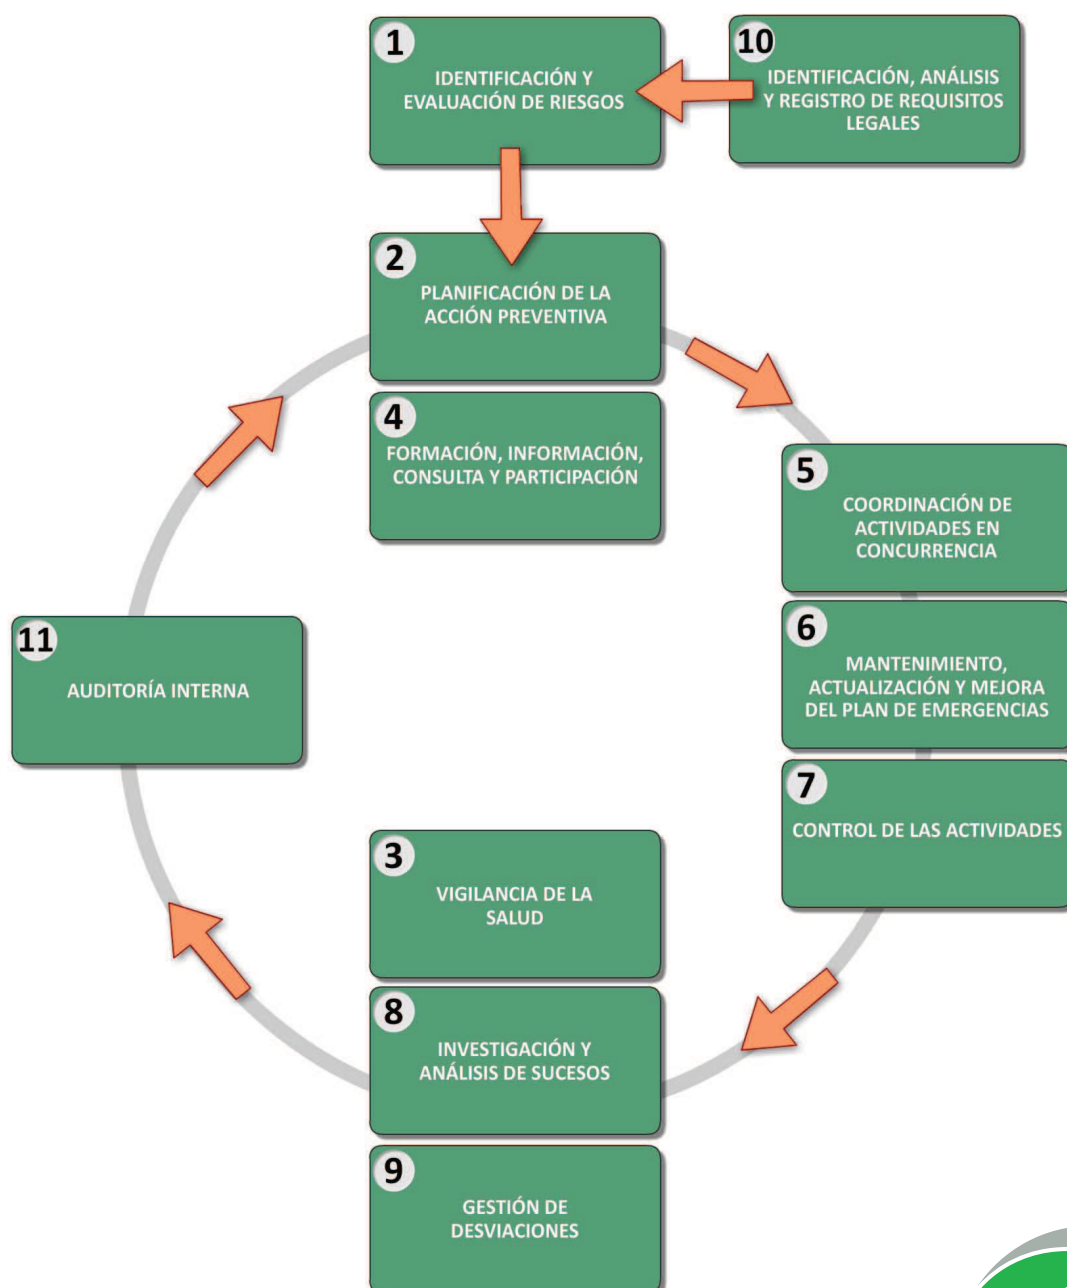 1
IDENTIFICACIÓN Y
EVALUACIÓN DE RIESGOS
10
IDENTIFICACIÓN, ANÁLISIS
Y REGISTRO DE REQUISITOS
LEGALES
2
PLANIFICACIÓN DE LA
ACCIÓN PREVENTIVA
4
FORMACIÓN, INFORMACIÓN,
CONSULTA Y PARTICIPACIÓN
5
COORDINACIÓN DE
ACTIVIDADES EN
CONCURRENCIA
6
MANTENIMIENTO,
ACTUALIZACIÓN Y MEJORA
DEL PLAN DE EMERGENCIAS
7
CONTROL DE LAS ACTIVIDADES
3
VIGILANCIA DE LA
SALUD
8
INVESTIGACIÓN Y
ANÁLISIS DE SUCESOS
9
GESTIÓN DE
DESVIACIONES
11
AUDITORÍA INTERNA